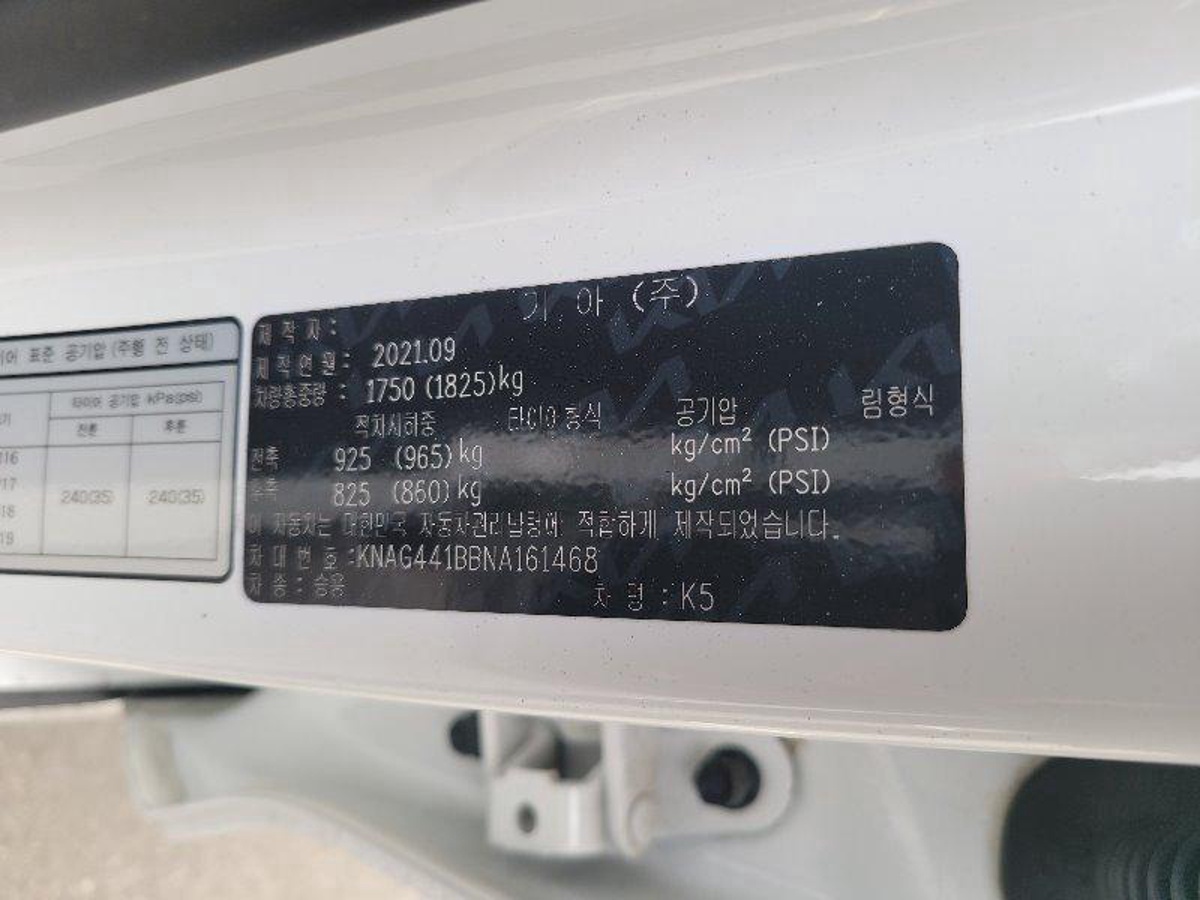 어 표준 공기압 (주행 전 상태)
타이어 공기압 kPa(psi)
전륜 후륜
R16
R17
240(35) 240(35)
18
19
제작자 : 기 아 (주)
제작연월 : 2021.09
차량총중량 : 1750 (1825)kg
적차시하중 타이어형식 공기압 림형식
전축 925 (965)kg kg/cm² (PSI)
후축 825 (860)kg kg/cm² (PSI)
이 자동차는 대한민국 자동차관리법령에 적합하게 제작되었습니다.
차대번호 :KNAG441BBNA161468
차종 : 승용 차 명 : K5